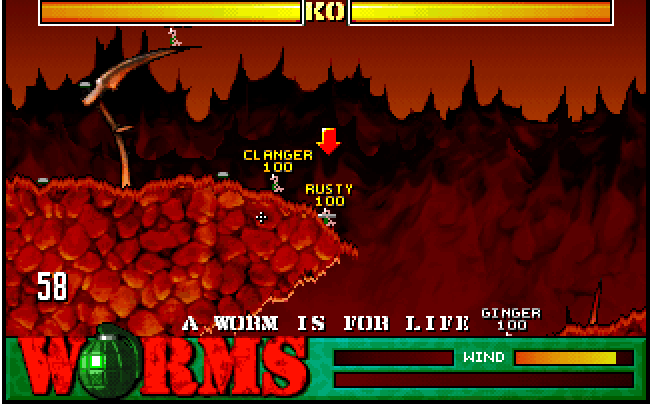 KO
CLANGER
100
RUSTY
100
58
A WORM IS FOR LIFE
GINGER
100
WORMS
WIND